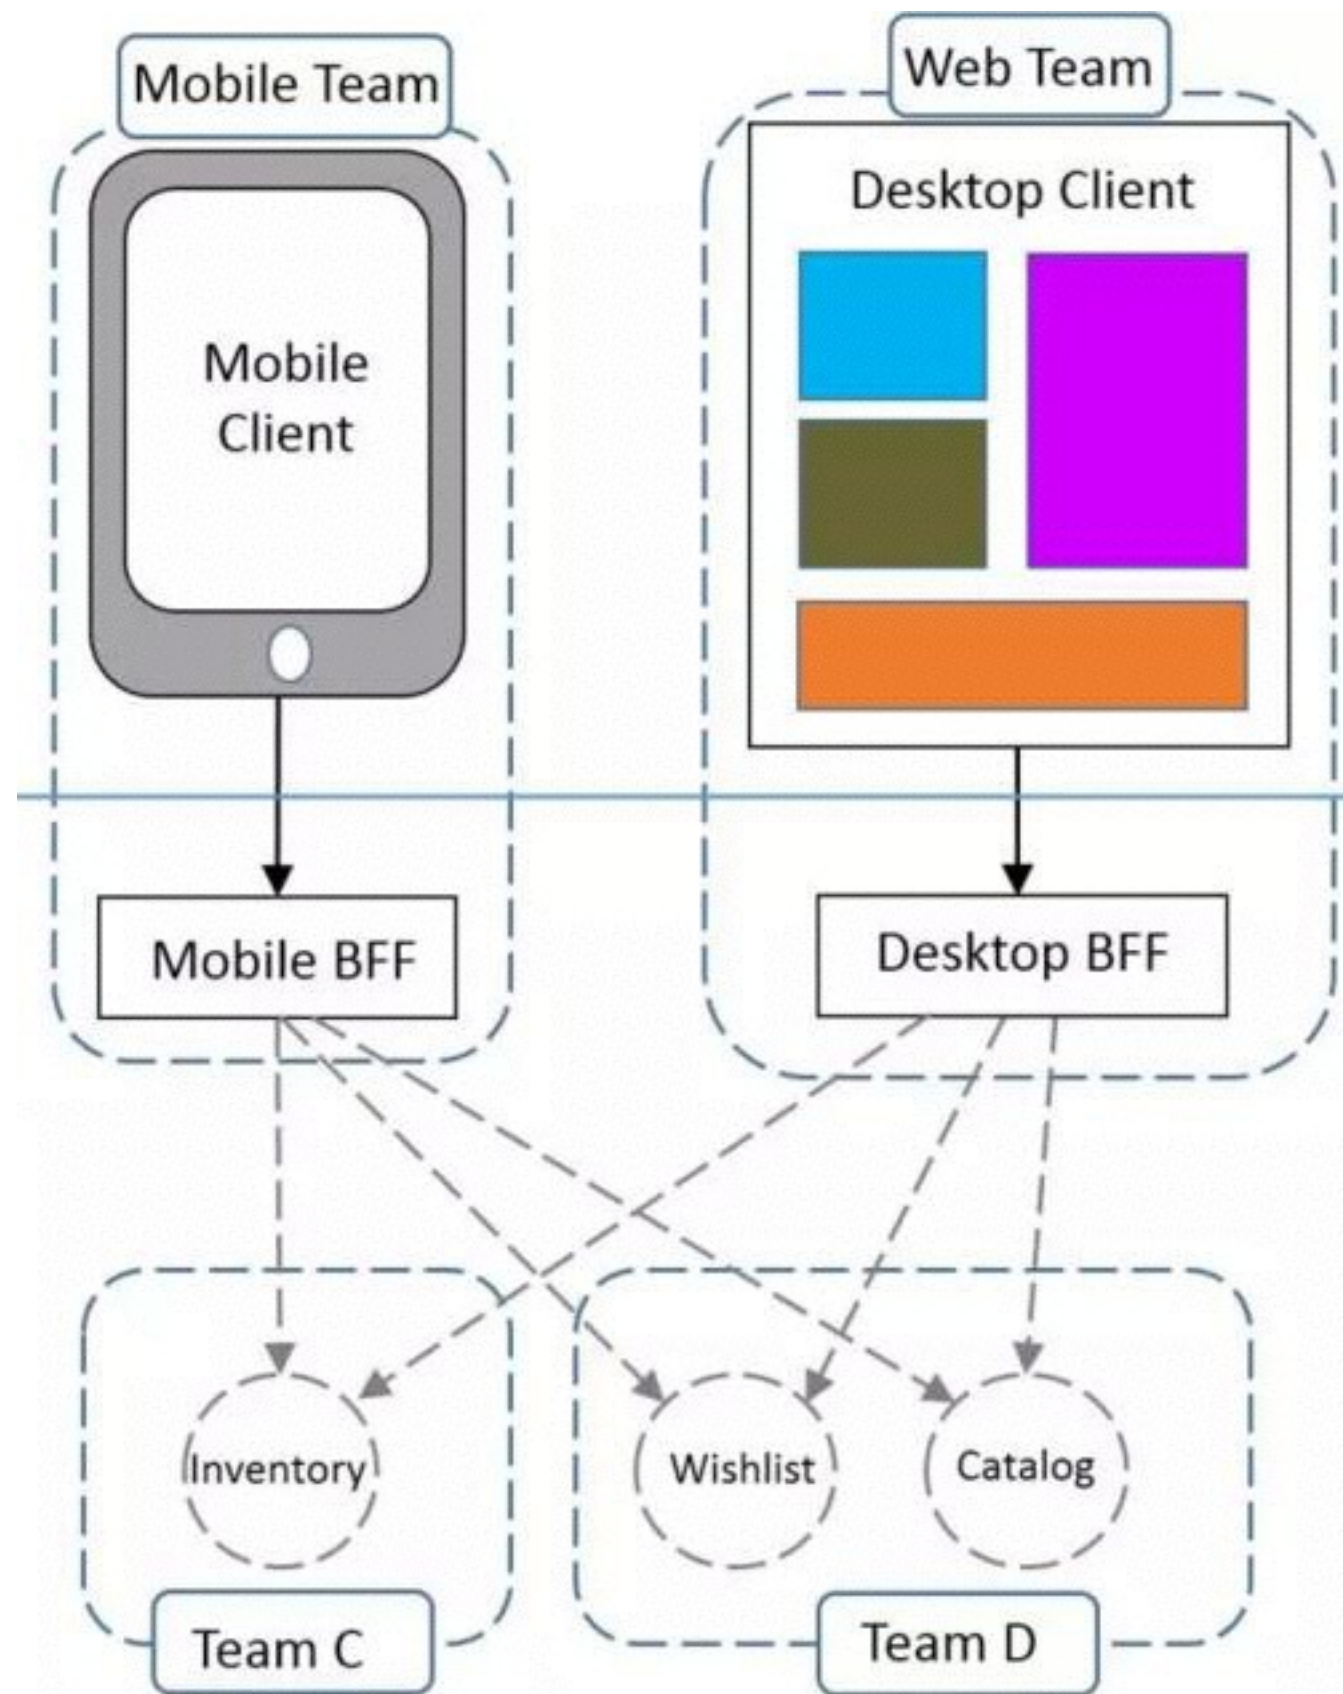 Mobile Team
Web Team
Desktop Client
Mobile
Client
Mobile BFF
Desktop BFF
Inventory
Wishlist
Catalog
Team C
Team D